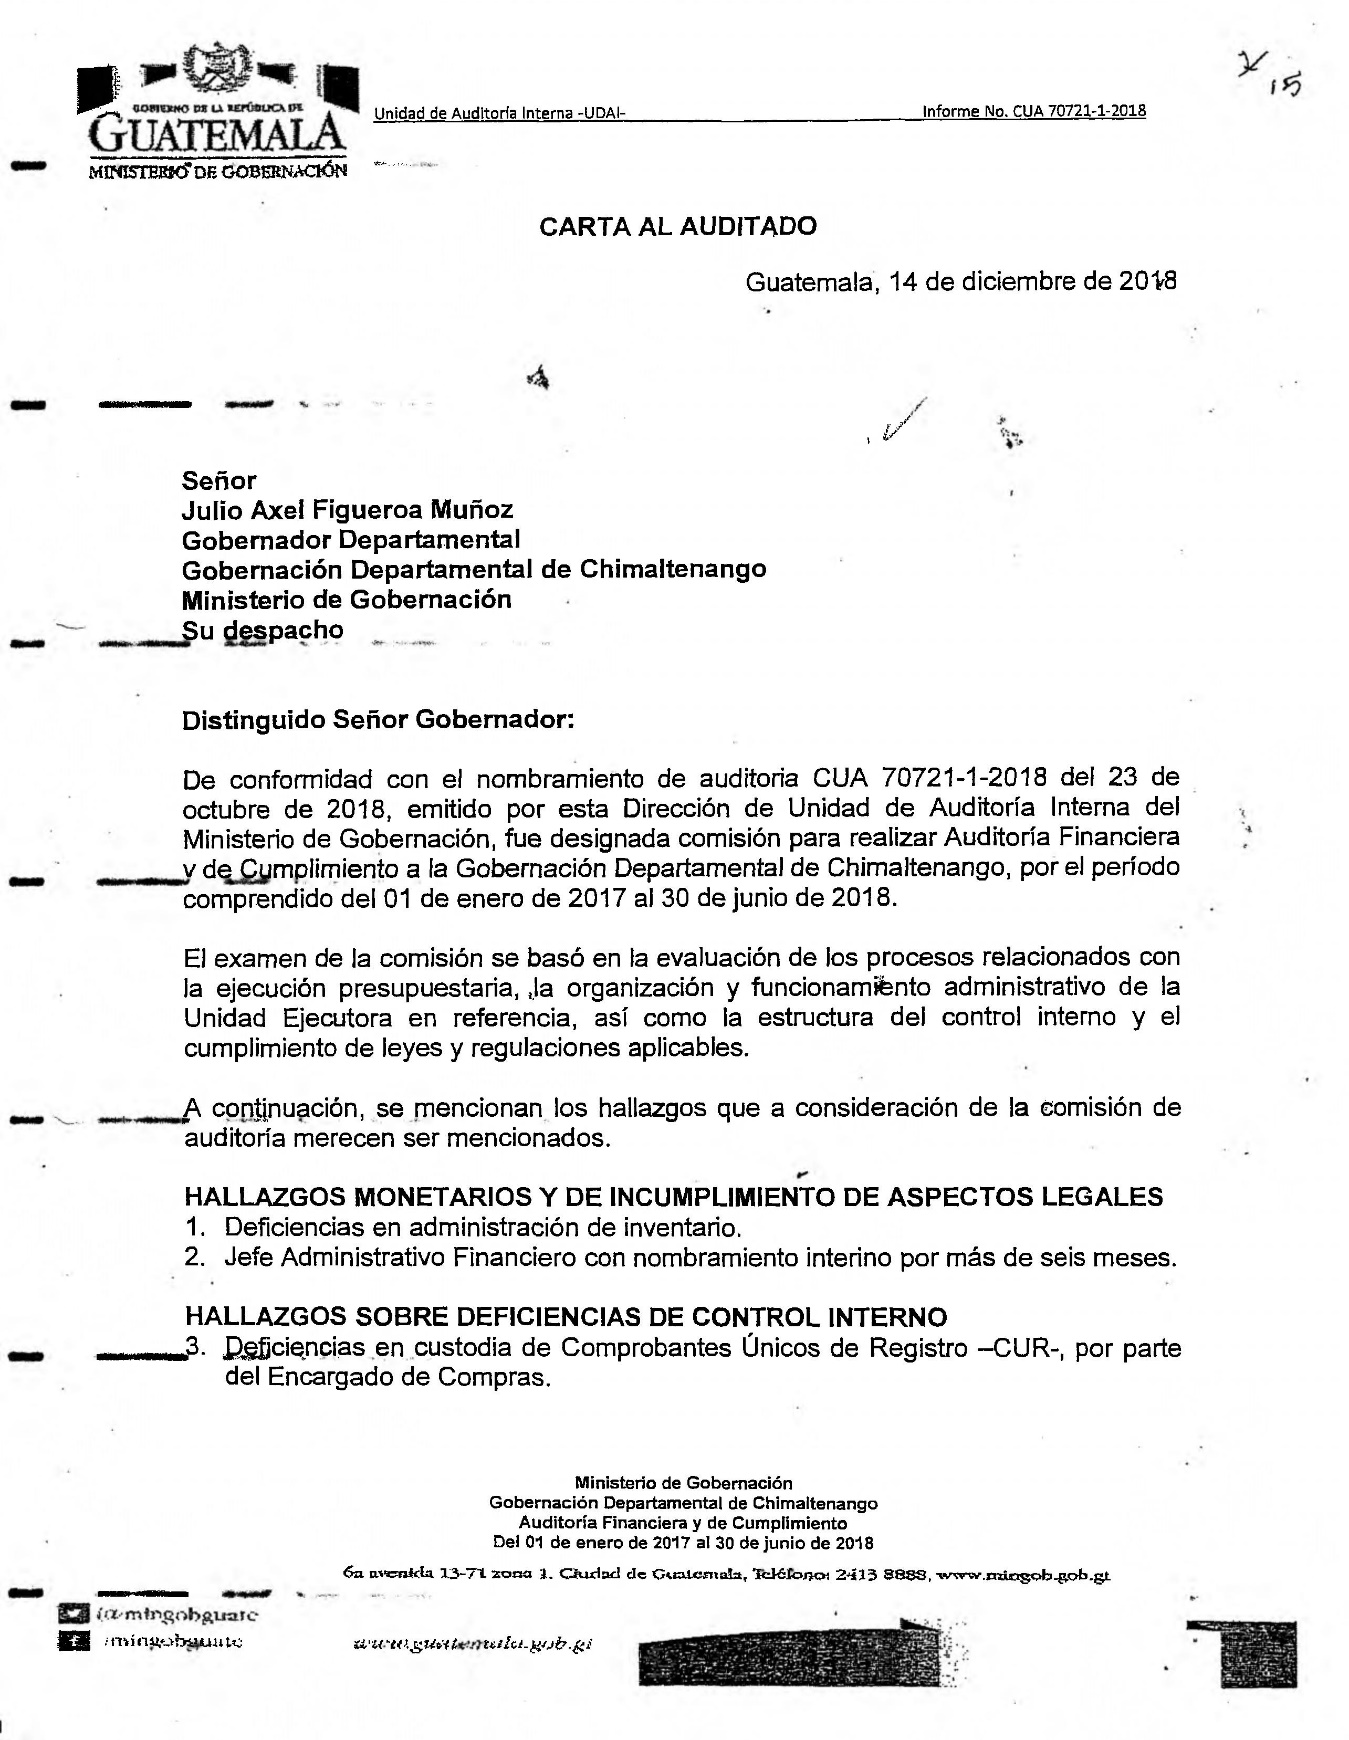 15
GOBIERNO DE LA REPÚBLICA DE
GUATEMALA
MINISTERIO DE GOBERNACIÓN
Unidad de Auditoría Interna -UDAI-
Informe No. CUA 70721-1-2018
CARTA AL AUDITADO
Guatemala, 14 de diciembre de 2018
Señor
Julio Axel Figueroa Muñoz
Gobernador Departamental
Gobernación Departamental de Chimaltenango
Ministerio de Gobernación
Su despacho
Distinguido Señor Gobernador:
De conformidad con el nombramiento de auditoria CUA 70721-1-2018 del 23 de
octubre de 2018, emitido por esta Dirección de Unidad de Auditoría Interna del
Ministerio de Gobernación, fue designada comisión para realizar Auditoría Financiera
y de Cumplimiento a la Gobernación Departamental de Chimaltenango, por el período
comprendido del 01 de enero de 2017 al 30 de junio de 2018.
El examen de la comisión se basó en la evaluación de los procesos relacionados con
la ejecución presupuestaria, la organización y funcionamiento administrativo de la
Unidad Ejecutora en referencia, así como la estructura del control interno y el
cumplimiento de leyes y regulaciones aplicables.
A continuación, se mencionan los hallazgos que a consideración de la comisión de
auditoría merecen ser mencionados.
HALLAZGOS MONETARIOS Y DE INCUMPLIMIENTO DE ASPECTOS LEGALES
1. Deficiencias en administración de inventario.
2. Jefe Administrativo Financiero con nombramiento interino por más de seis meses.
HALLAZGOS SOBRE DEFICIENCIAS DE CONTROL INTERNO
3. Deficiencias en custodia de Comprobantes Únicos de Registro –CUR-, por parte
del Encargado de Compras.
Ministerio de Gobernación
Gobernación Departamental de Chimaltenango
Auditoría Financiera y de Cumplimiento
Del 01 de enero de 2017 al 30 de junio de 2018
6a avenida 13-71 zona 1. Ciudad de Guatemala, Teléfono: 2413 8888, www.mingob.gob.gt
@mingobguate
/mingobguate
www.guatemala.gob.gt